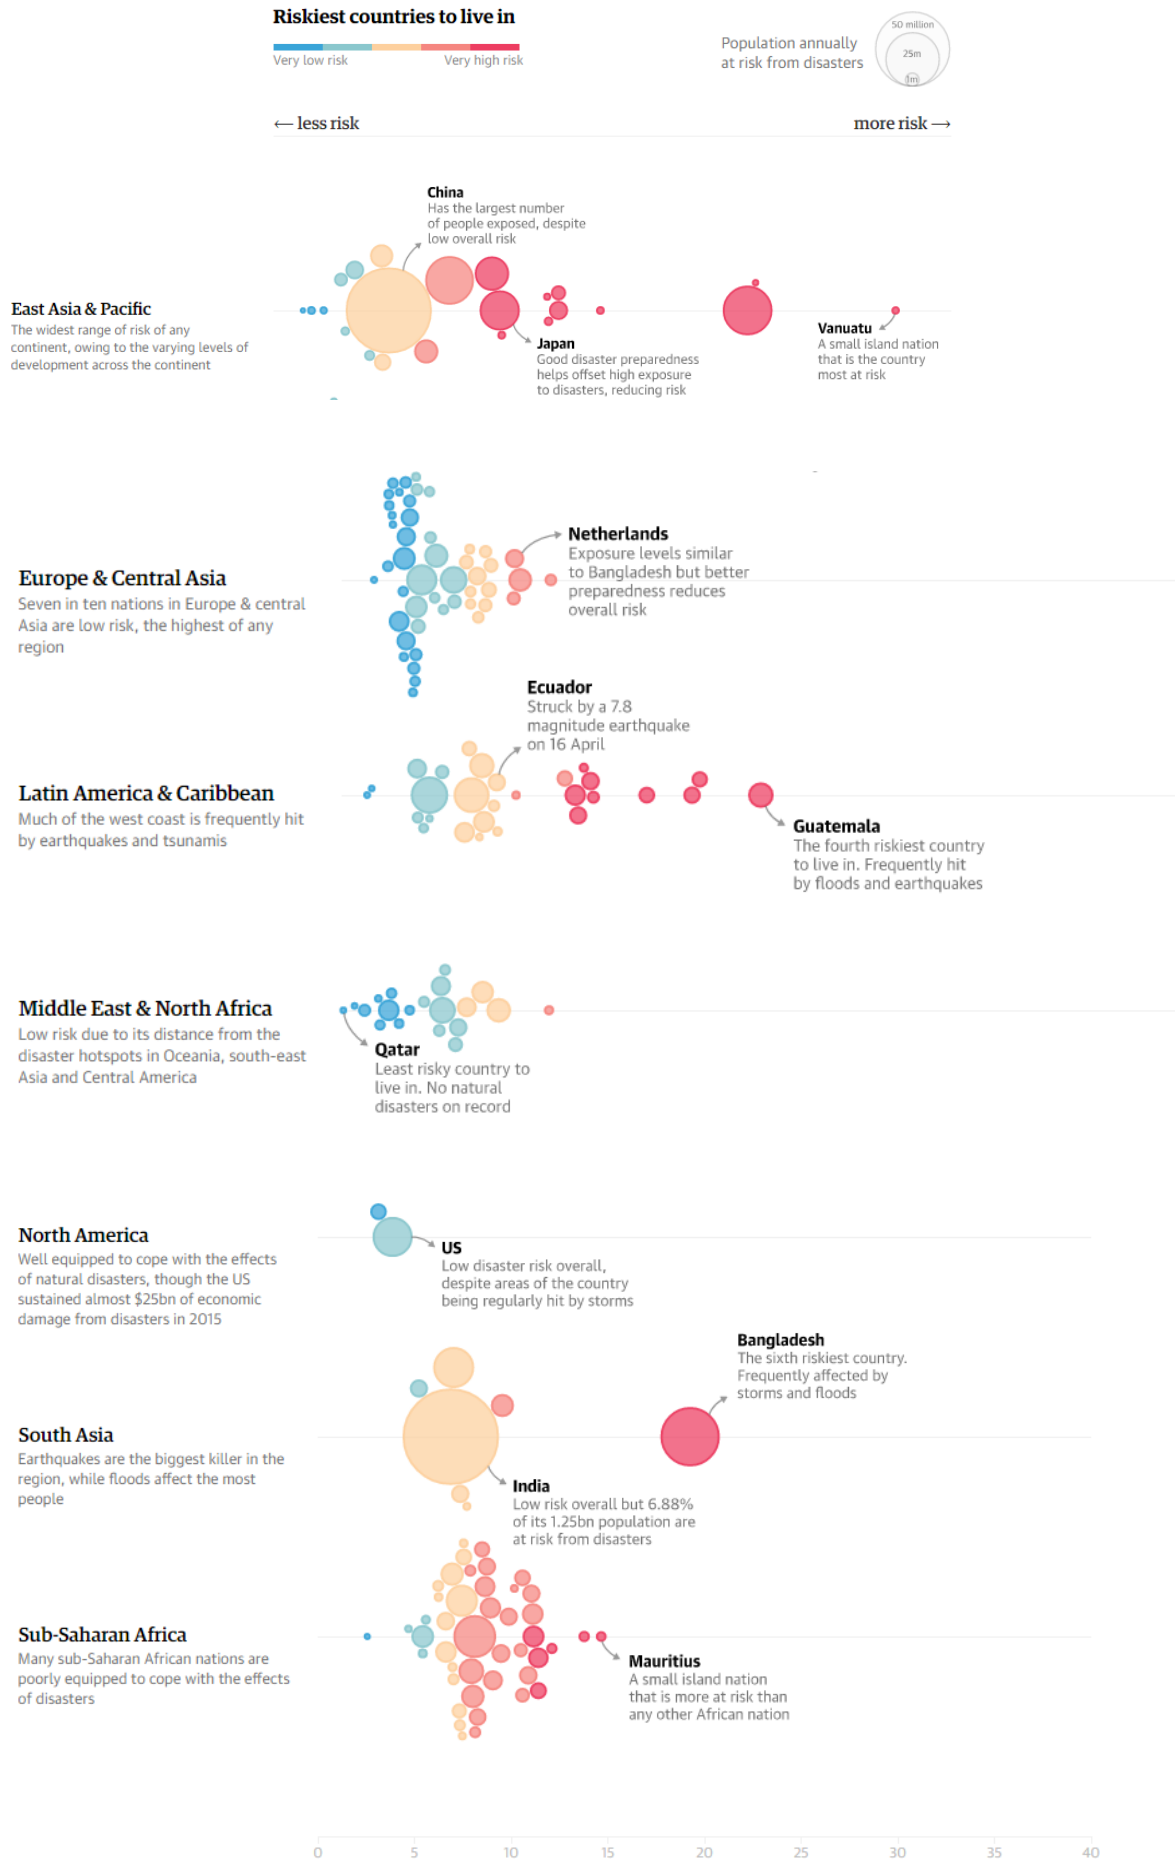 Riskiest countries to live in
Very low risk
Very high risk
Population annually
at risk from disasters
50 million
25m
1m
← less risk
more risk →
China
Has the largest number
of people exposed, despite
low overall risk
East Asia & Pacific
The widest range of risk of any
continent, owing to the varying levels of
development across the continent
Japan
Good disaster preparedness
helps offset high exposure
to disasters, reducing risk
Vanuatu
A small island nation
that is the country
most at risk
Netherlands
Exposure levels similar
to Bangladesh but better
preparedness reduces
overall risk
Europe & Central Asia
Seven in ten nations in Europe & central
Asia are low risk, the highest of any
region
Ecuador
Struck by a 7.8
magnitude earthquake
on 16 April
Latin America & Caribbean
Much of the west coast is frequently hit
by earthquakes and tsunamis
Guatemala
The fourth riskiest country
to live in. Frequently hit
by floods and earthquakes
Middle East & North Africa
Low risk due to its distance from the
disaster hotspots in Oceania, south-east
Asia and Central America
Qatar
Least risky country to
live in. No natural
disasters on record
North America
Well equipped to cope with the effects
of natural disasters, though the US
sustained almost $25bn of economic
damage from disasters in 2015
US
Low disaster risk overall,
despite areas of the country
being regularly hit by storms
Bangladesh
The sixth riskiest country.
Frequently affected by
storms and floods
South Asia
Earthquakes are the biggest killer in the
region, while floods affect the most
people
India
Low risk overall but 6.88%
of its 1.25bn population are
at risk from disasters
Sub-Saharan Africa
Many sub-Saharan African nations are
poorly equipped to cope with the effects
of disasters
Mauritius
A small island nation
that is more at risk than
any other African nation
0 5 10 15 20 25 30 35 40